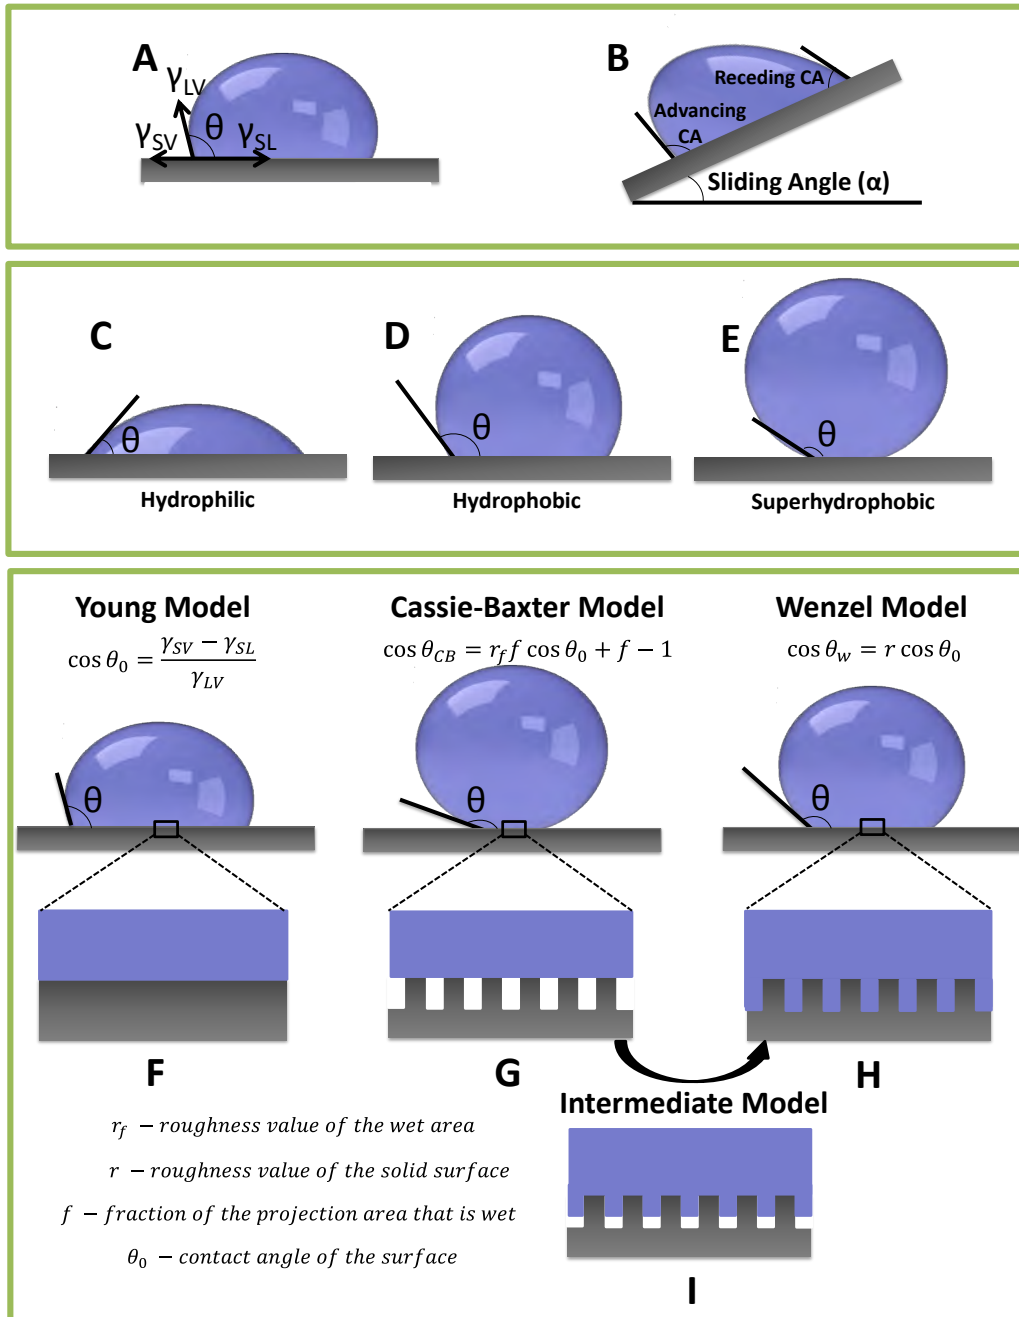 A
γLV
θ
γSV
γSL
B
Receding CA
Advancing
CA
Sliding Angle (α)
C
θ
Hydrophilic
D
θ
Hydrophobic
E
θ
Superhydrophobic
Young Model
cos θ₀ = (γSV − γSL) / γLV
θ
Cassie-Baxter Model
cos θCB = r_f f cos θ₀ + f − 1
θ
Wenzel Model
cos θw = r cos θ₀
θ
F
G
H
Intermediate Model
I
r_f − roughness value of the wet area
r − roughness value of the solid surface
f − fraction of the projection area that is wet
θ₀ − contact angle of the surface